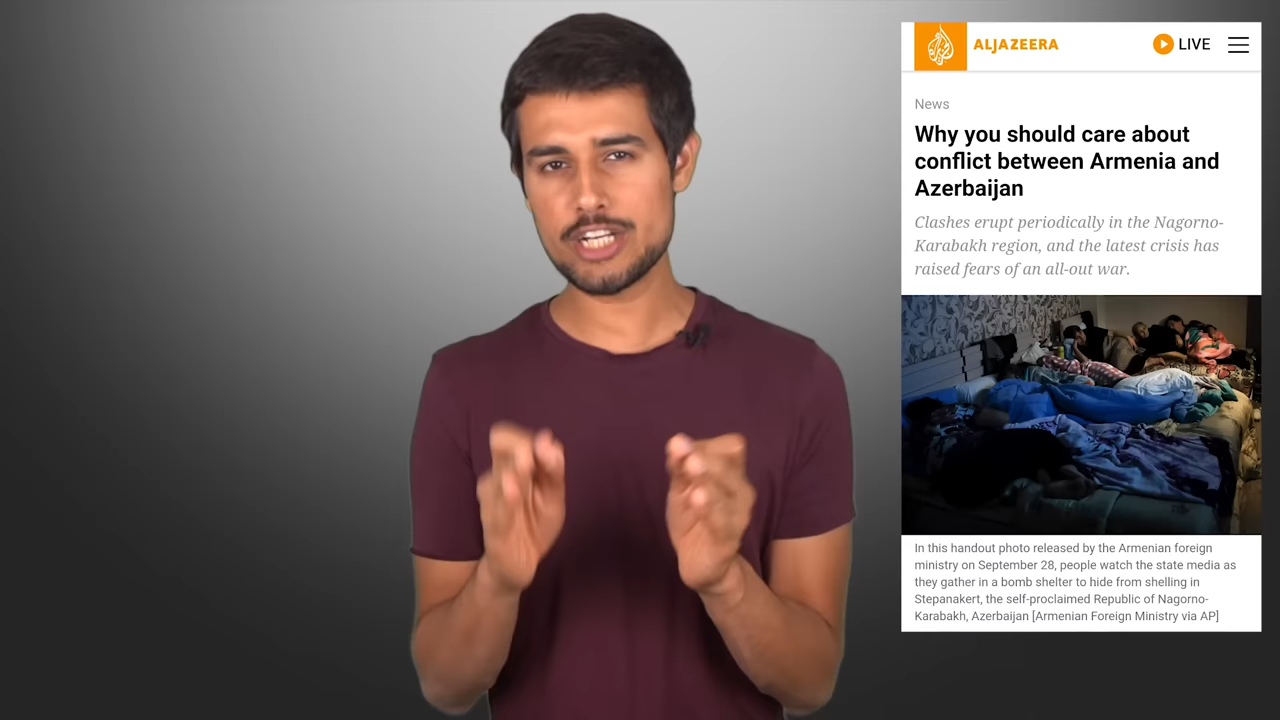 ALJAZEERA
LIVE
News
Why you should care about
conflict between Armenia and
Azerbaijan
Clashes erupt periodically in the Nagorno-
Karabakh region, and the latest crisis has
raised fears of an all-out war.
In this handout photo released by the Armenian foreign
ministry on September 28, people watch the state media as
they gather in a bomb shelter to hide from shelling in
Stepanakert, the self-proclaimed Republic of Nagorno-
Karabakh, Azerbaijan [Armenian Foreign Ministry via AP]